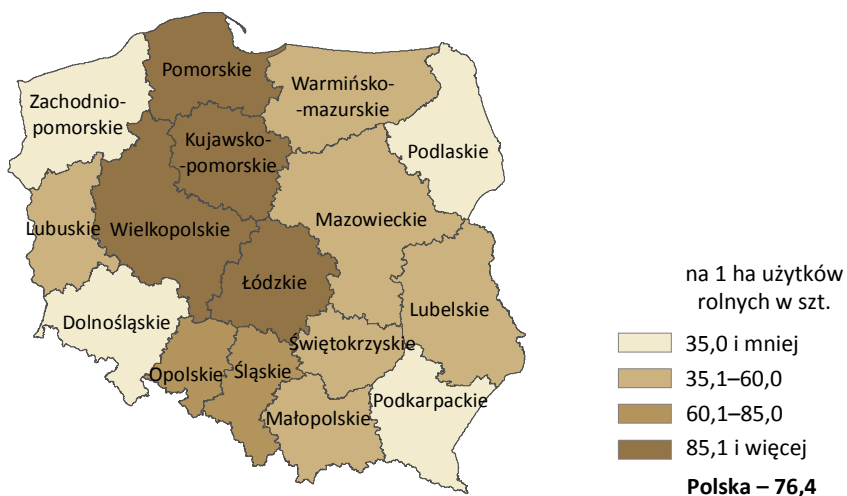 Pomorskie
Zachodnio-
pomorskie
Warmińsko-
-mazurskie
Kujawsko-
-pomorskie
Podlaskie
Lubuskie
Wielkopolskie
Mazowieckie
Łódzkie
Lubelskie
Dolnośląskie
Opolskie
Śląskie
Świętokrzyskie
Małopolskie
Podkarpackie
na 1 ha użytków
rolnych w szt.
35,0 i mniej
35,1–60,0
60,1–85,0
85,1 i więcej
Polska – 76,4